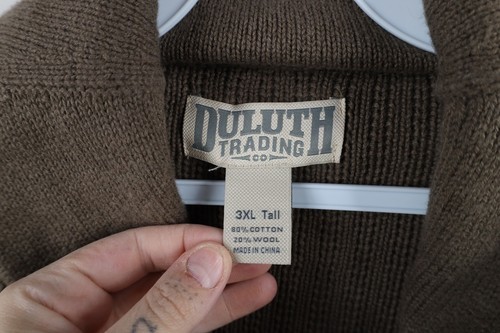 DULUTH
TRADING
CO
3XL Tall
80% COTTON
20% WOOL
MADE IN CHINA